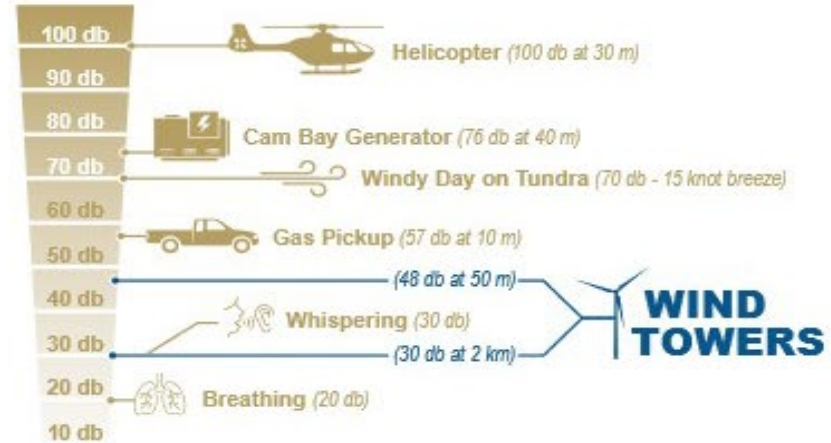 100 db
Helicopter (100 db at 30 m)
90 db
80 db
Cam Bay Generator (76 db at 40 m)
70 db
Windy Day on Tundra (70 db - 15 knot breeze)
60 db
Gas Pickup (57 db at 10 m)
50 db
(48 db at 50 m)
40 db
WIND
TOWERS
Whispering (30 db)
30 db
(30 db at 2 km)
20 db
Breathing (20 db)
10 db